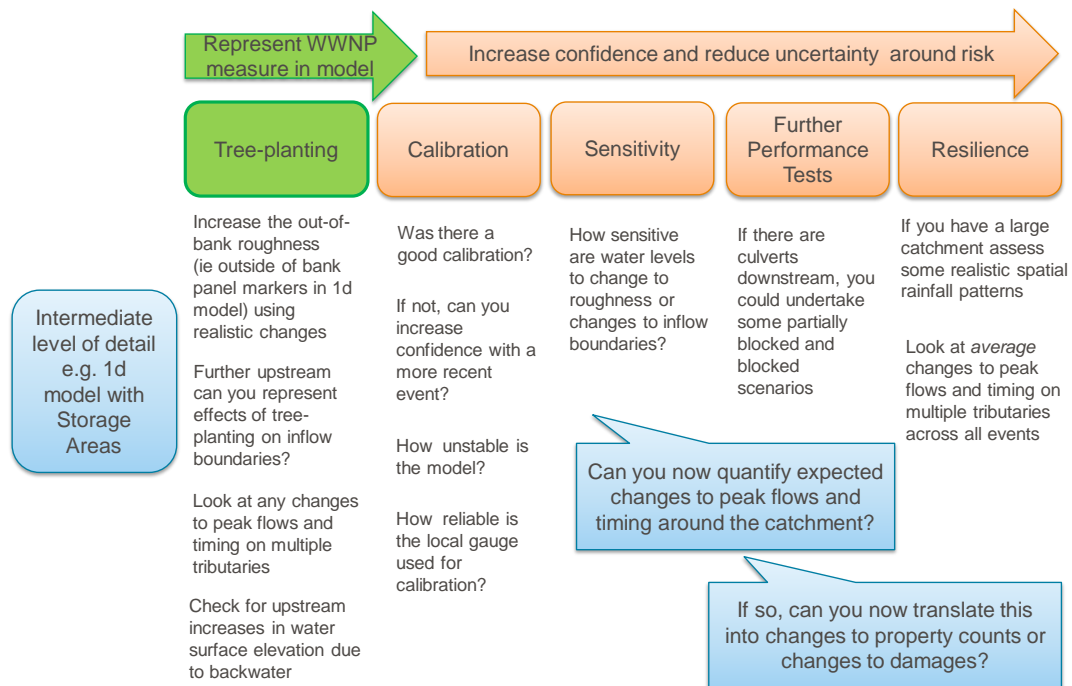 Represent WWNP
measure in model
Increase confidence and reduce uncertainty around risk
Tree-planting
Calibration
Sensitivity
Further
Performance
Tests
Resilience
Intermediate
level of detail
e.g. 1d
model with
Storage
Areas
Increase the out-of-
bank roughness
(ie outside of bank
panel markers in 1d
model) using
realistic changes
Further upstream
can you represent
effects of tree-
planting on inflow
boundaries?
Look at any changes
to peak flows and
timing on multiple
tributaries
Check for upstream
increases in water
surface elevation due
to backwater
Was there a
good calibration?
If not, can you
increase
confidence with a
more recent
event?
How unstable is
the model?
How reliable is
the local gauge
used for
calibration?
How sensitive
are water levels
to change to
roughness or
changes to inflow
boundaries?
If there are
culverts
downstream, you
could undertake
some partially
blocked and
blocked
scenarios
If you have a large
catchment assess
some realistic spatial
rainfall patterns
Look at average
changes to peak
flows and timing on
multiple tributaries
across all events
Can you now quantify expected
changes to peak flows and
timing around the catchment?
If so, can you now translate this
into changes to property counts or
changes to damages?